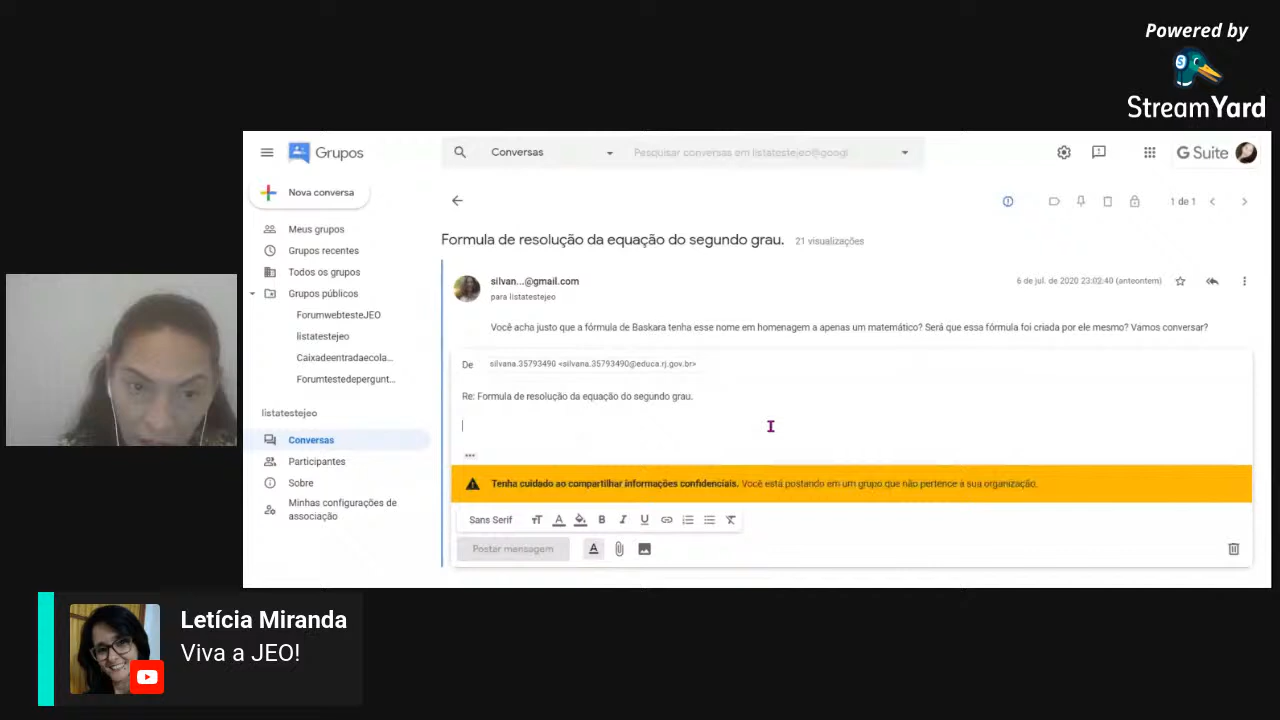 Powered by
StreamYard
Grupos
Conversas
Pesquisar conversas em listatestejeo@googl
G Suite
Nova conversa
1 de 1
Meus grupos
Grupos recentes
Todos os grupos
Grupos públicos
ForumwebtesteJEO
listatestejeo
Caixadeentradaecola...
Forumtestedepergunt...
listatestejeo
Conversas
Participantes
Sobre
Minhas configurações de
associação
Formula de resolução da equação do segundo grau. 21 visualizações
silvan...@gmail.com
6 de jul. de 2020 23:02:40 (anteontem)
para listatestejeo
Você acha justo que a fórmula de Baskara tenha esse nome em homenagem a apenas um matemático? Será que essa fórmula foi criada por ele mesmo? Vamos conversar?
De silvana.35793490 <silvana.35793490@educa.rj.gov.br>
Re: Formula de resolução da equação do segundo grau.
Tenha cuidado ao compartilhar informações confidenciais. Você está postando em um grupo que não pertence a sua organização.
Sans Serif
Postar mensagem
Letícia Miranda
Viva a JEO!